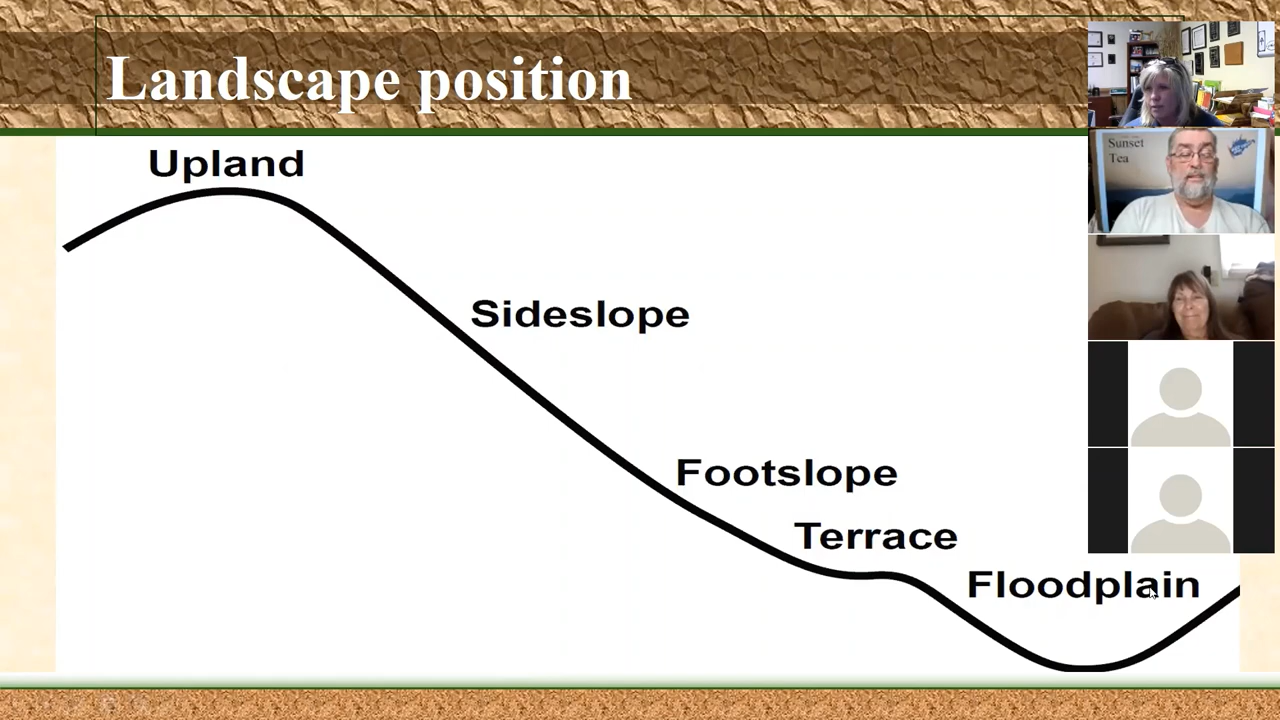 Landscape position
Upland
Sideslope
Footslope
Terrace
Floodplain
Sunset
Tea